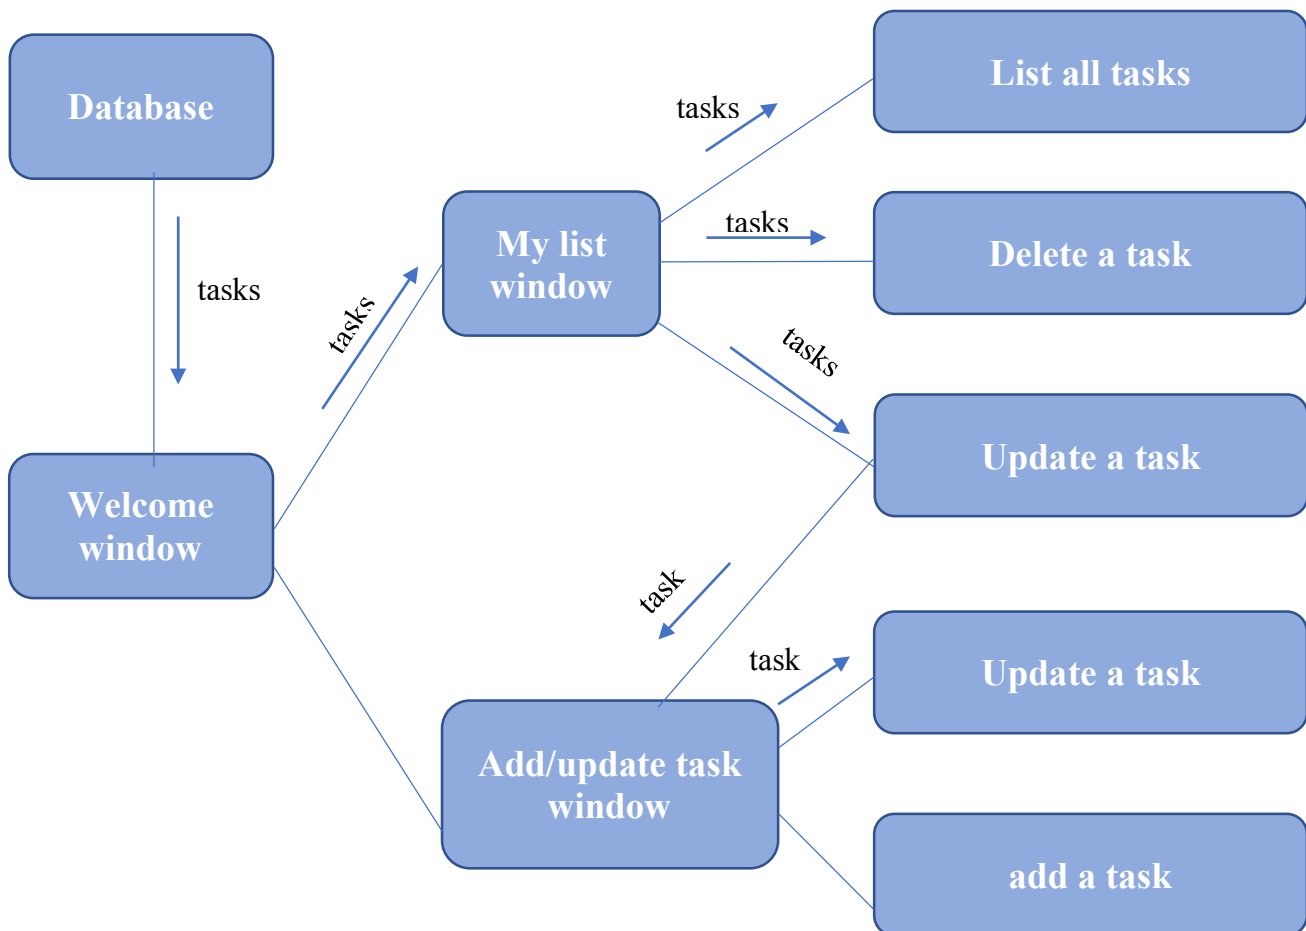 List all tasks
Database
tasks
tasks
Delete a task
My list
window
tasks
tasks
tasks
Update a task
Welcome
window
task
task
Update a task
Add/update task
window
add a task